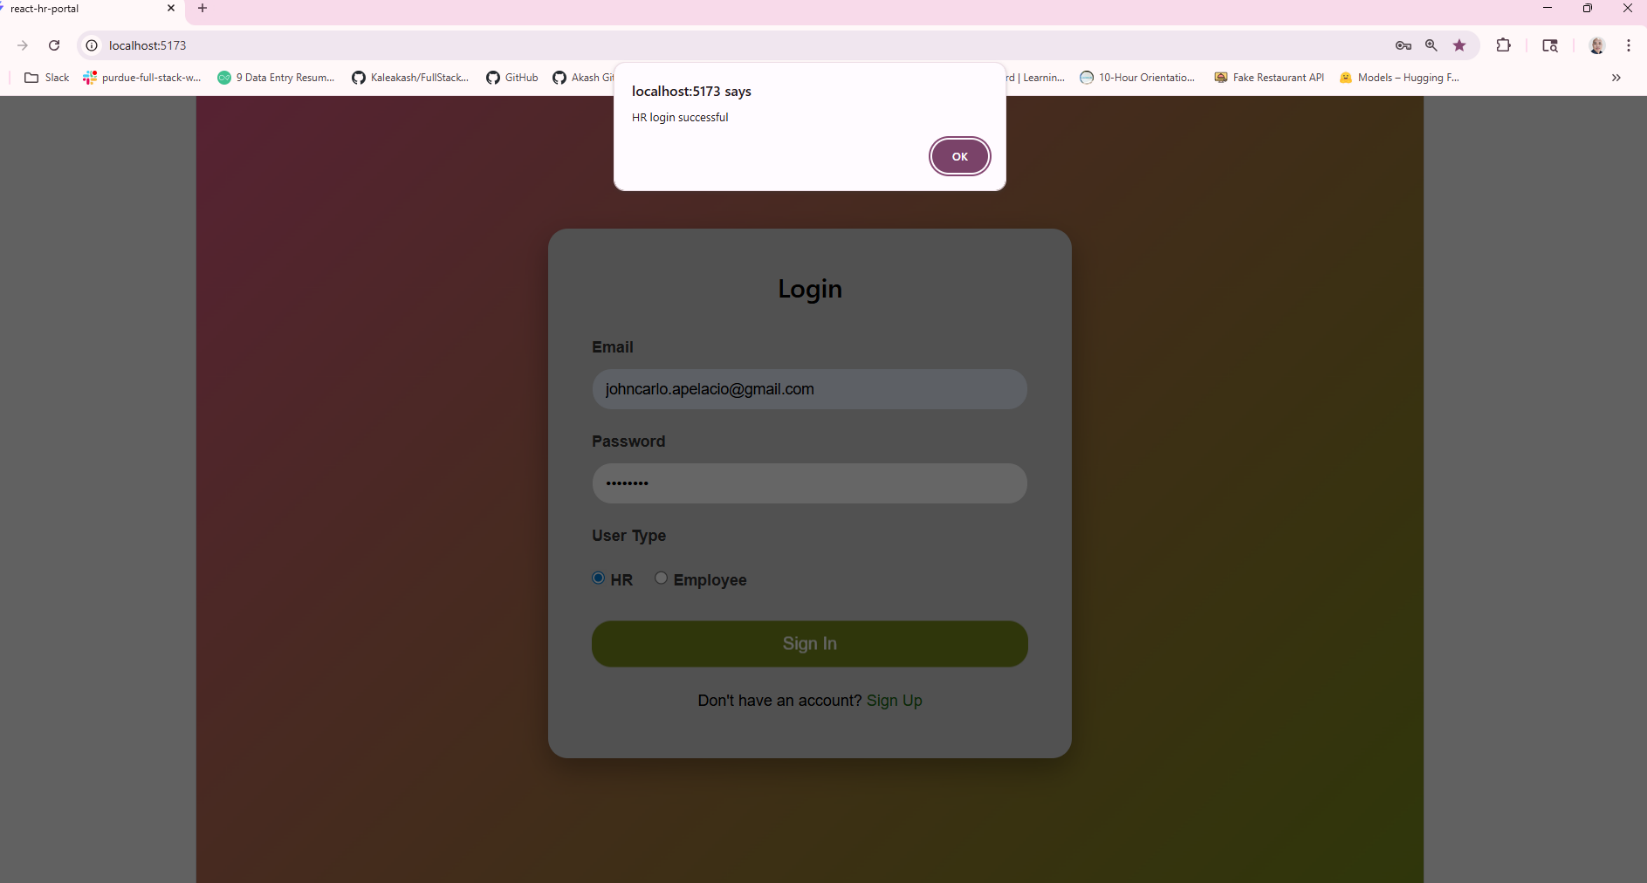 react-hr-portal
localhost:5173
Slack
purdue-full-stack-w...
9 Data Entry Resum...
Kaleakash/FullStack...
GitHub
Akash Git
rd | Learnin...
10-Hour Orientatio...
Fake Restaurant API
Models – Hugging F...
localhost:5173 says
HR login successful
OK
Login
Email
johncarlo.apelacio@gmail.com
Password
User Type
HR Employee
Sign In
Don't have an account? Sign Up